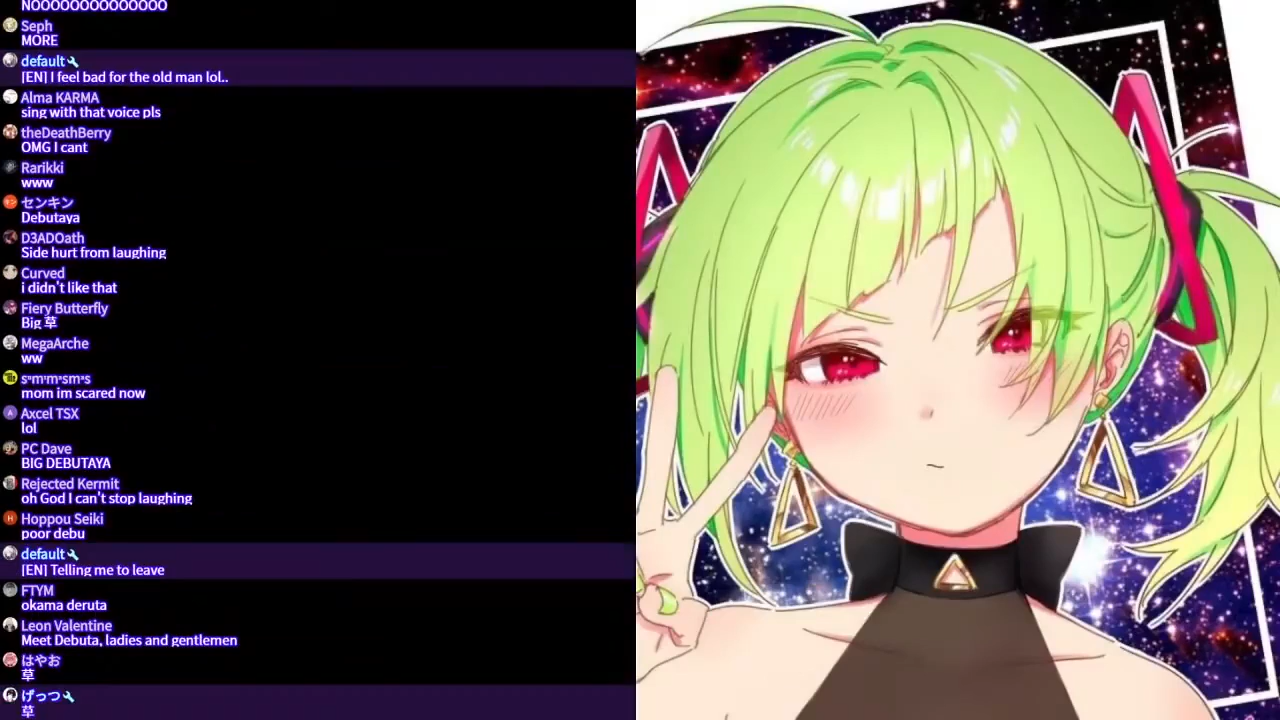 NOOOOOOOOOOOOOO
Seph
MORE
default
[EN] I feel bad for the old man lol..
Alma KARMA
sing with that voice pls
theDeathBerry
OMG I cant
Rarikki
www
センキン
Debutaya
D3ADOath
Side hurt from laughing
Curved
i didn't like that
Fiery Butterfly
Big 草
MegaArche
ww
mom im scared now
Axcel TSX
lol
PC Dave
BIG DEBUTAYA
Rejected Kermit
oh God I can't stop laughing
Hoppou Seiki
poor debu
default
[EN] Telling me to leave
FTYM
okama deruta
Leon Valentine
Meet Debuta, ladies and gentlemen
はやお
草
げっつ
草